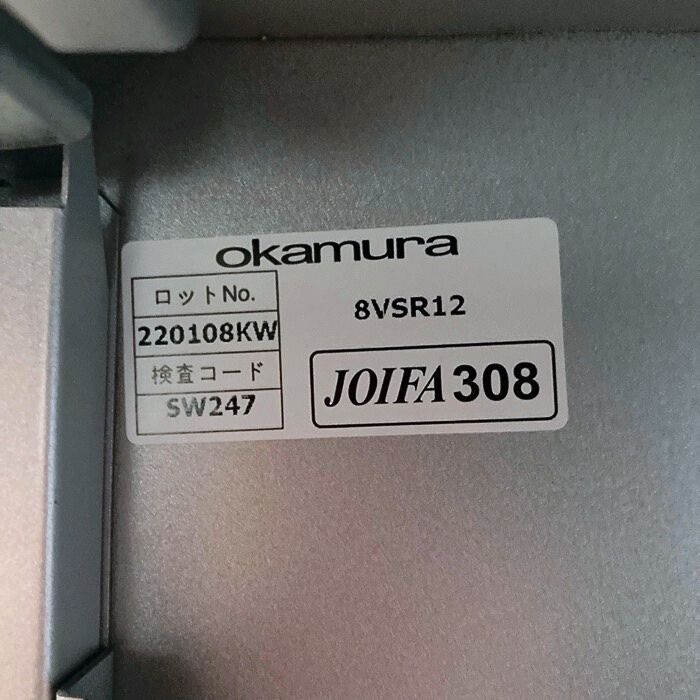 okamura
ロットNo.
220108KW
検査コード
SW247
8VSR12
JOIFA 308